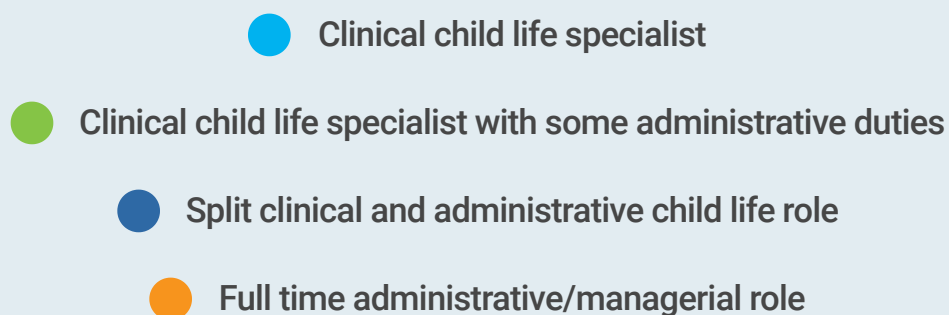 Clinical child life specialist
Clinical child life specialist with some administrative duties
Split clinical and administrative child life role
Full time administrative/managerial role